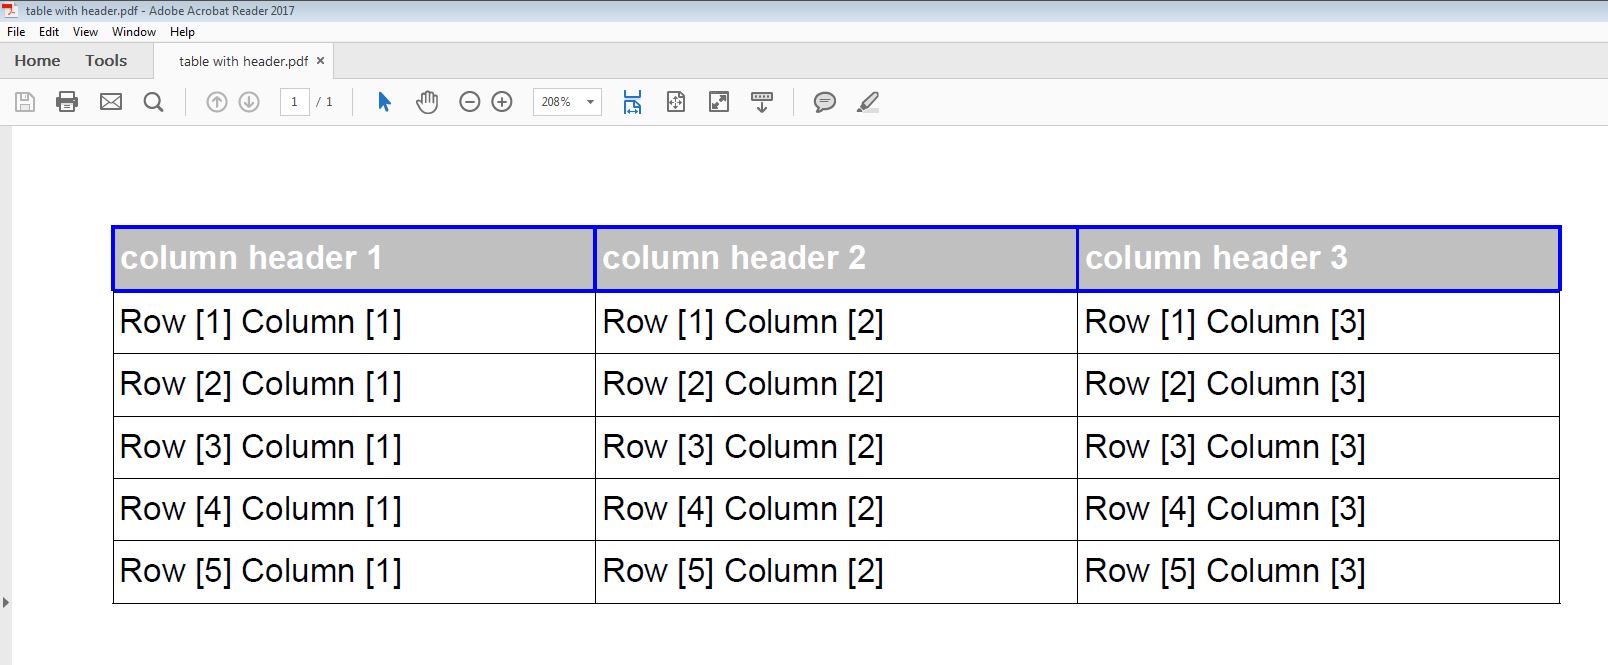 table with header.pdf - Adobe Acrobat Reader 2017
File Edit View Window Help
Home Tools table with header.pdf ×
1 / 1 208%
column header 1 column header 2 column header 3
Row [1] Column [1] Row [1] Column [2] Row [1] Column [3]
Row [2] Column [1] Row [2] Column [2] Row [2] Column [3]
Row [3] Column [1] Row [3] Column [2] Row [3] Column [3]
Row [4] Column [1] Row [4] Column [2] Row [4] Column [3]
Row [5] Column [1] Row [5] Column [2] Row [5] Column [3]